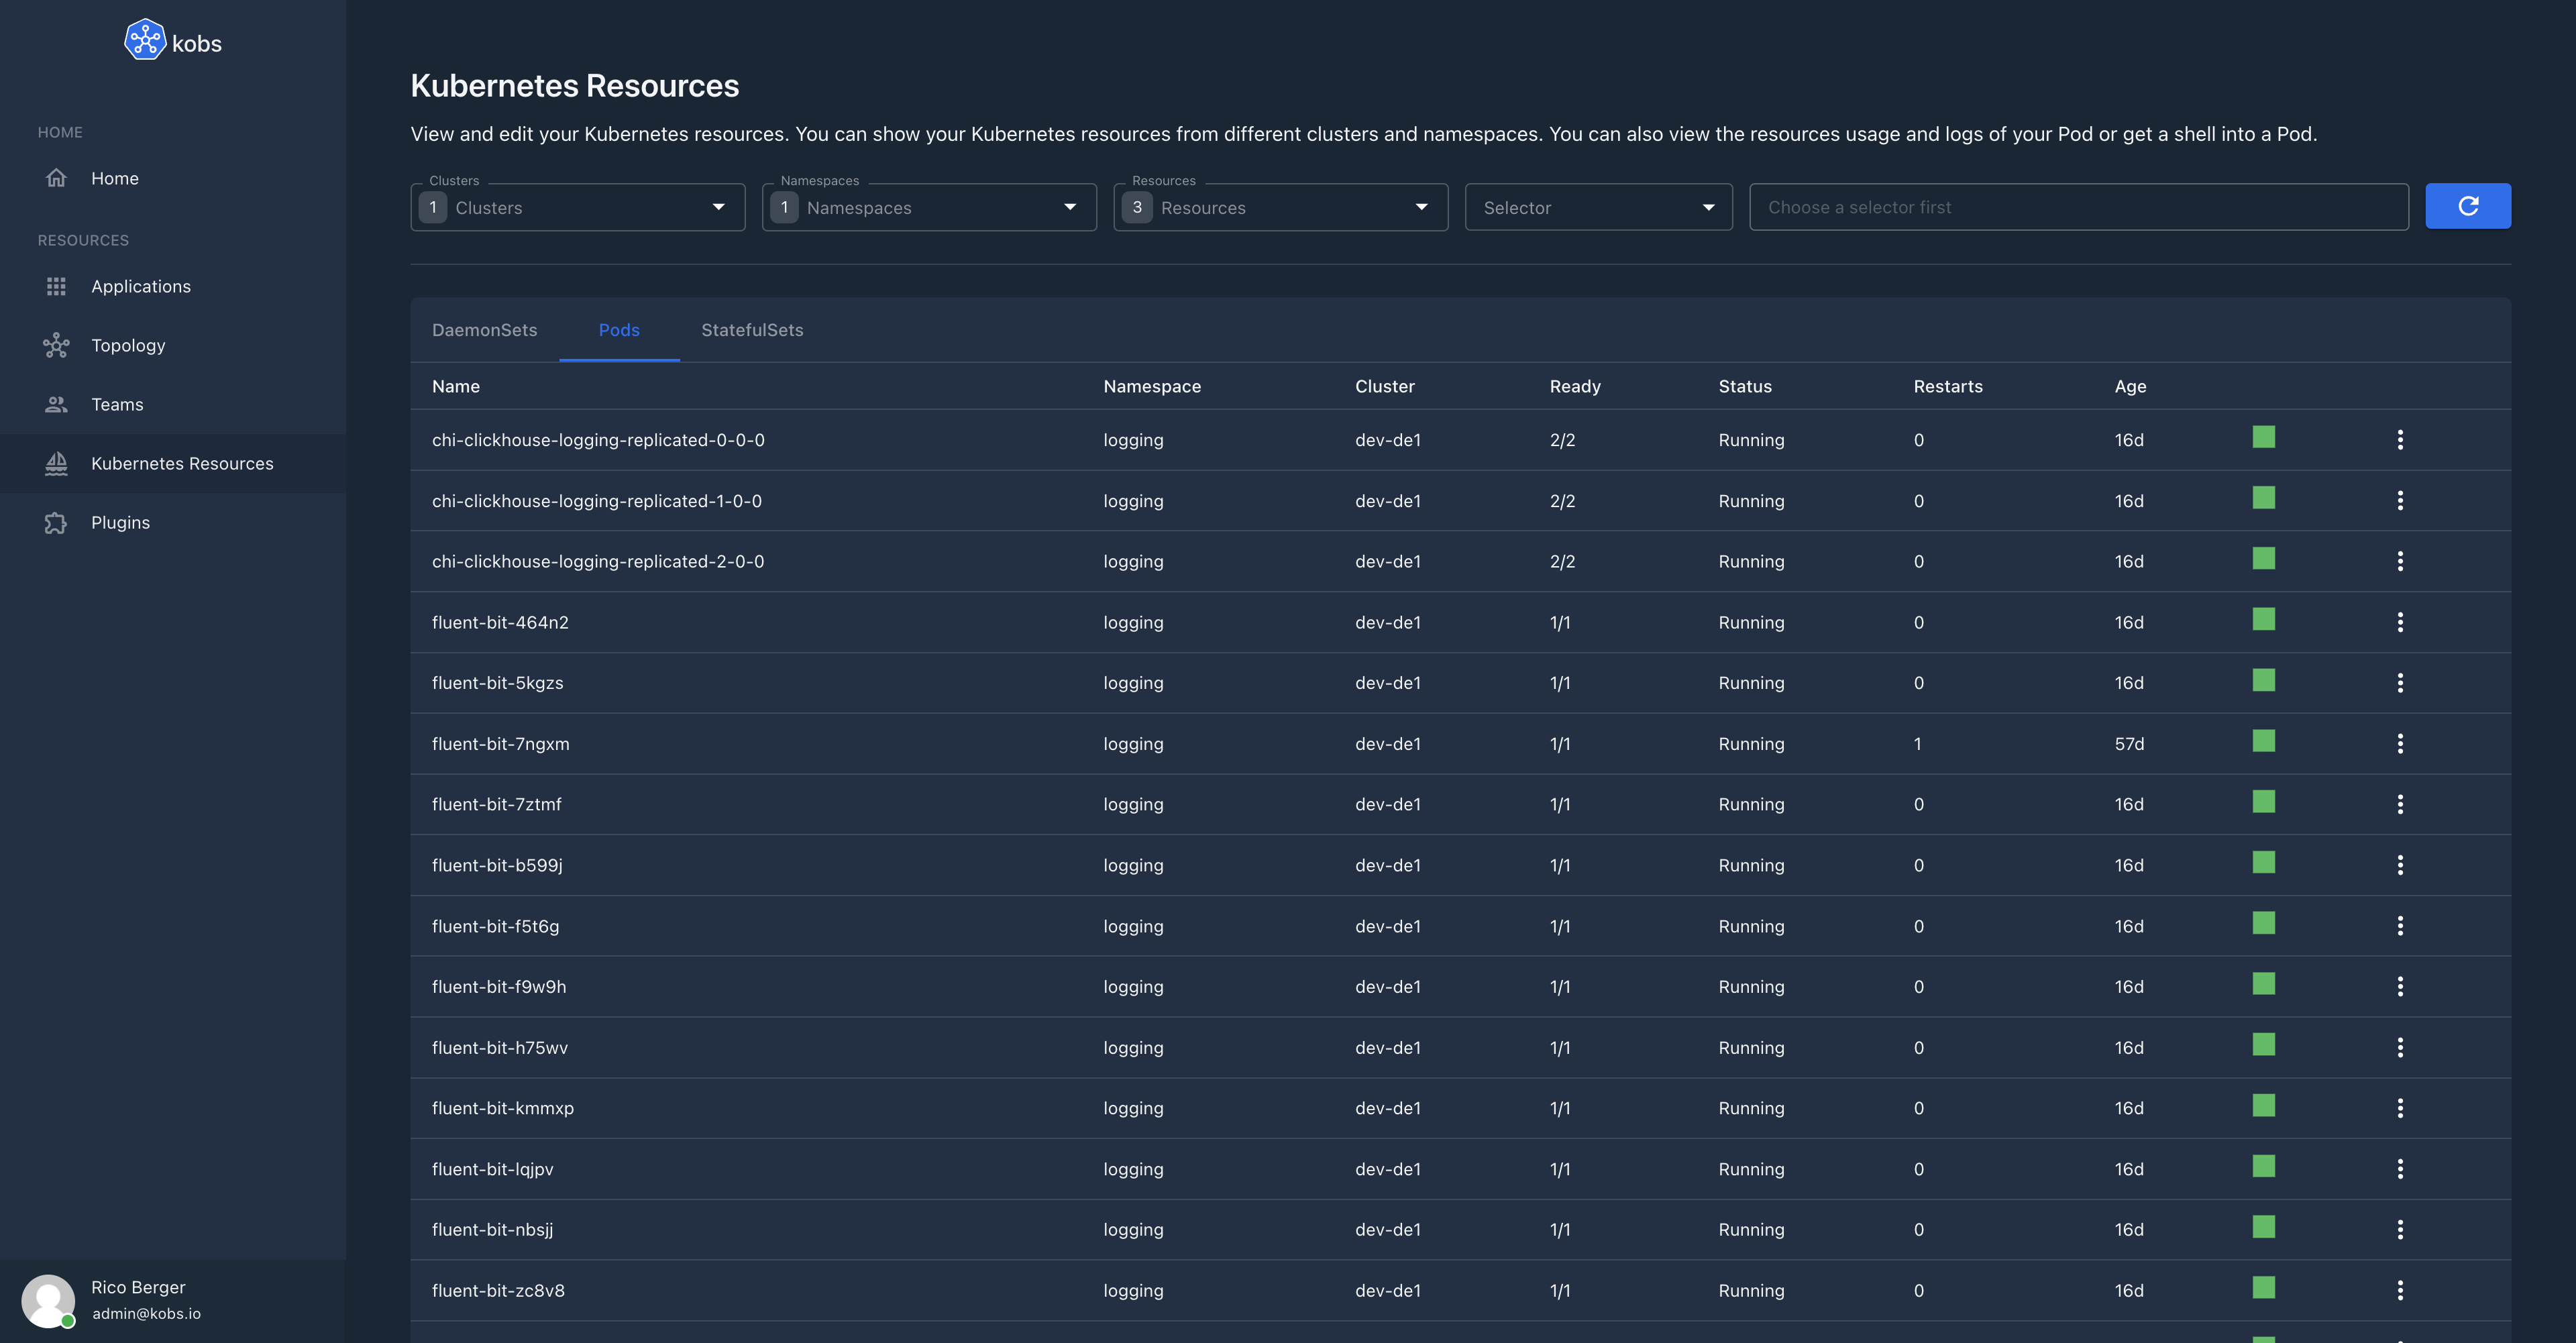 kobs
HOME
Home
RESOURCES
Applications
Topology
Teams
Kubernetes Resources
Plugins
Rico Berger
admin@kobs.io
Kubernetes Resources
View and edit your Kubernetes resources. You can show your Kubernetes resources from different clusters and namespaces. You can also view the resources usage and logs of your Pod or get a shell into a Pod.
Clusters Namespaces Resources
1 Clusters 1 Namespaces 3 Resources Selector Choose a selector first
DaemonSets Pods StatefulSets
Name Namespace Cluster Ready Status Restarts Age
chi-clickhouse-logging-replicated-0-0-0 logging dev-de1 2/2 Running 0 16d
chi-clickhouse-logging-replicated-1-0-0 logging dev-de1 2/2 Running 0 16d
chi-clickhouse-logging-replicated-2-0-0 logging dev-de1 2/2 Running 0 16d
fluent-bit-464n2 logging dev-de1 1/1 Running 0 16d
fluent-bit-5kgzs logging dev-de1 1/1 Running 0 16d
fluent-bit-7ngxm logging dev-de1 1/1 Running 1 57d
fluent-bit-7ztmf logging dev-de1 1/1 Running 0 16d
fluent-bit-b599j logging dev-de1 1/1 Running 0 16d
fluent-bit-f5t6g logging dev-de1 1/1 Running 0 16d
fluent-bit-f9w9h logging dev-de1 1/1 Running 0 16d
fluent-bit-h75wv logging dev-de1 1/1 Running 0 16d
fluent-bit-kmmxp logging dev-de1 1/1 Running 0 16d
fluent-bit-lqjpv logging dev-de1 1/1 Running 0 16d
fluent-bit-nbsjj logging dev-de1 1/1 Running 0 16d
fluent-bit-zc8v8 logging dev-de1 1/1 Running 0 16d